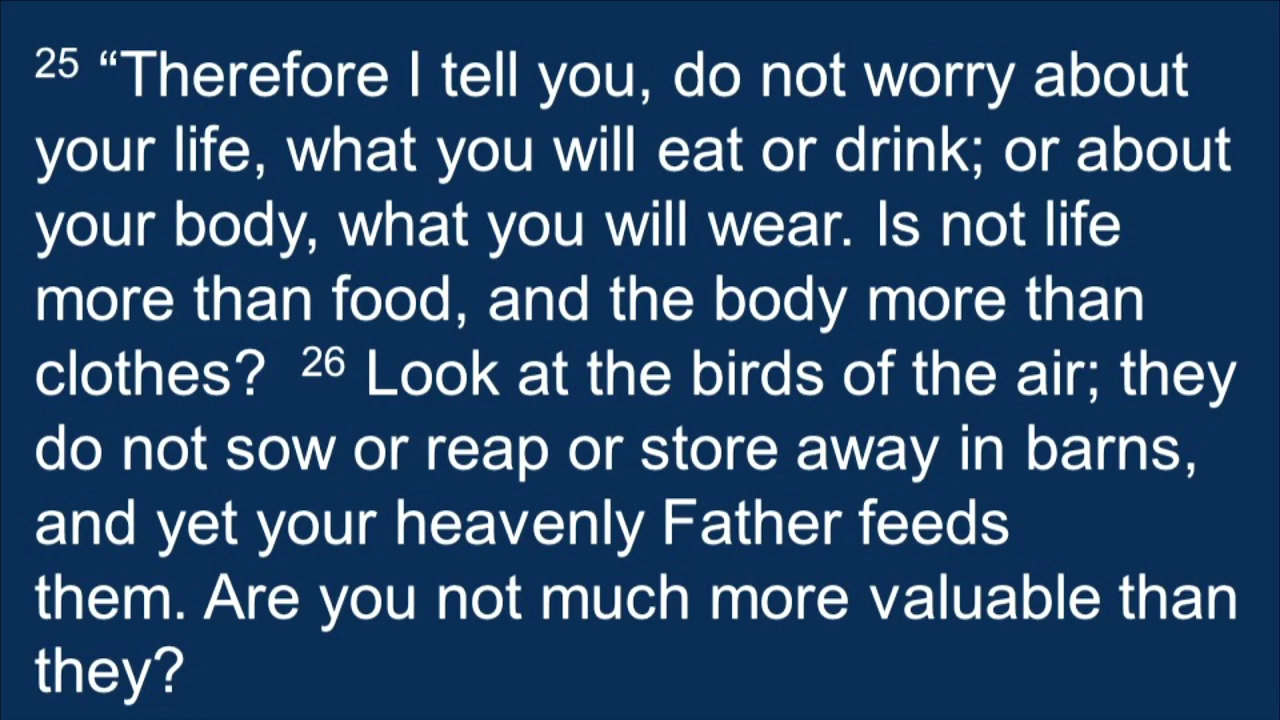 25 “Therefore I tell you, do not worry about
your life, what you will eat or drink; or about
your body, what you will wear. Is not life
more than food, and the body more than
clothes? 26 Look at the birds of the air; they
do not sow or reap or store away in barns,
and yet your heavenly Father feeds
them. Are you not much more valuable than
they?